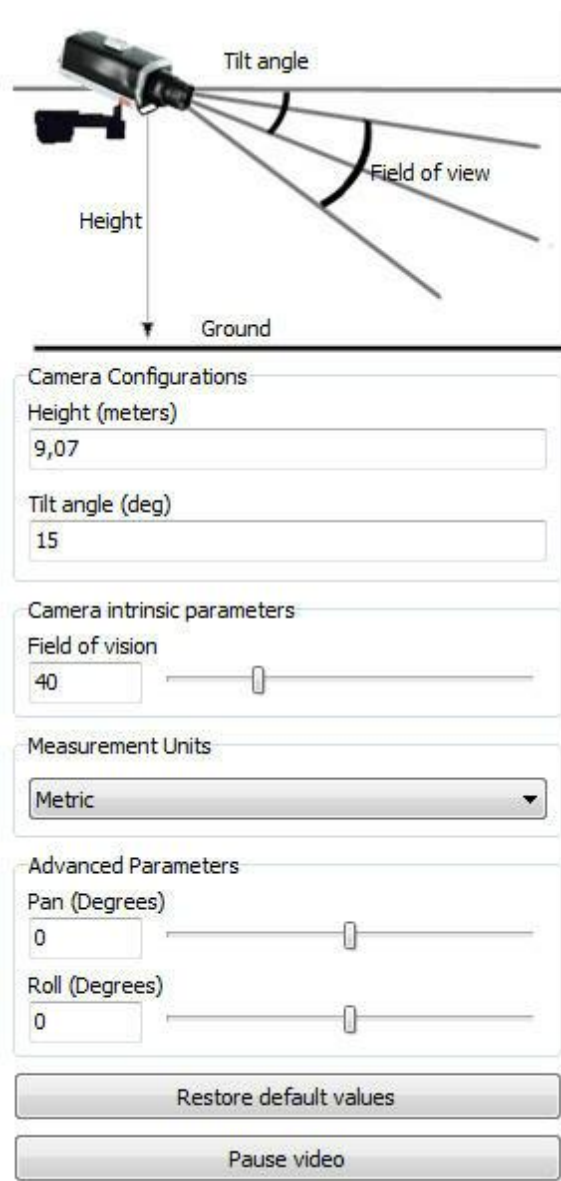 Tilt angle
Field of view
Height
Ground
Camera Configurations
Height (meters)
9,07
Tilt angle (deg)
15
Camera intrinsic parameters
Field of vision
40
Measurement Units
Metric
Advanced Parameters
Pan (Degrees)
0
Roll (Degrees)
0
Restore default values
Pause video